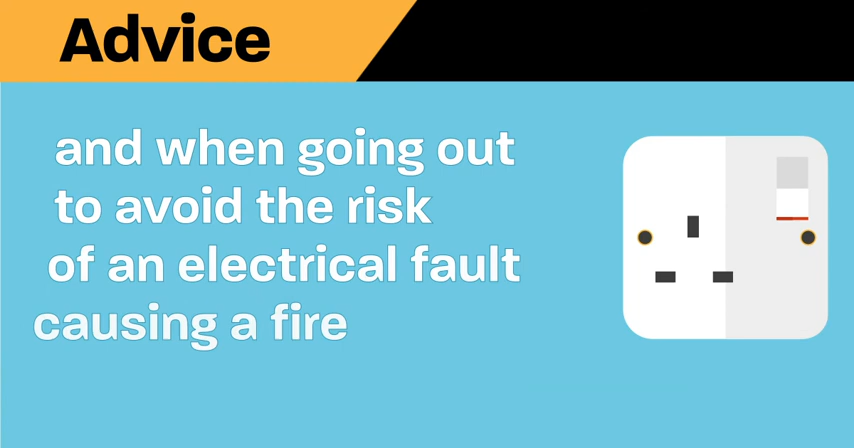 Advice
and when going out
to avoid the risk
of an electrical fault
causing a fire